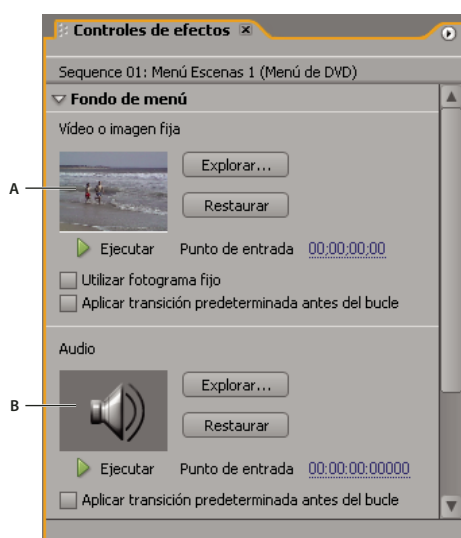 Controles de efectos
Sequence 01: Menú Escenas 1 (Menú de DVD)
Fondo de menú
Vídeo o imagen fija
A
Explorar...
Restaurar
Ejecutar Punto de entrada 00;00;00;00
Utilizar fotograma fijo
Aplicar transición predeterminada antes del bucle
Audio
B
Explorar...
Restaurar
Ejecutar Punto de entrada 00:00:00:00000
Aplicar transición predeterminada antes del bucle